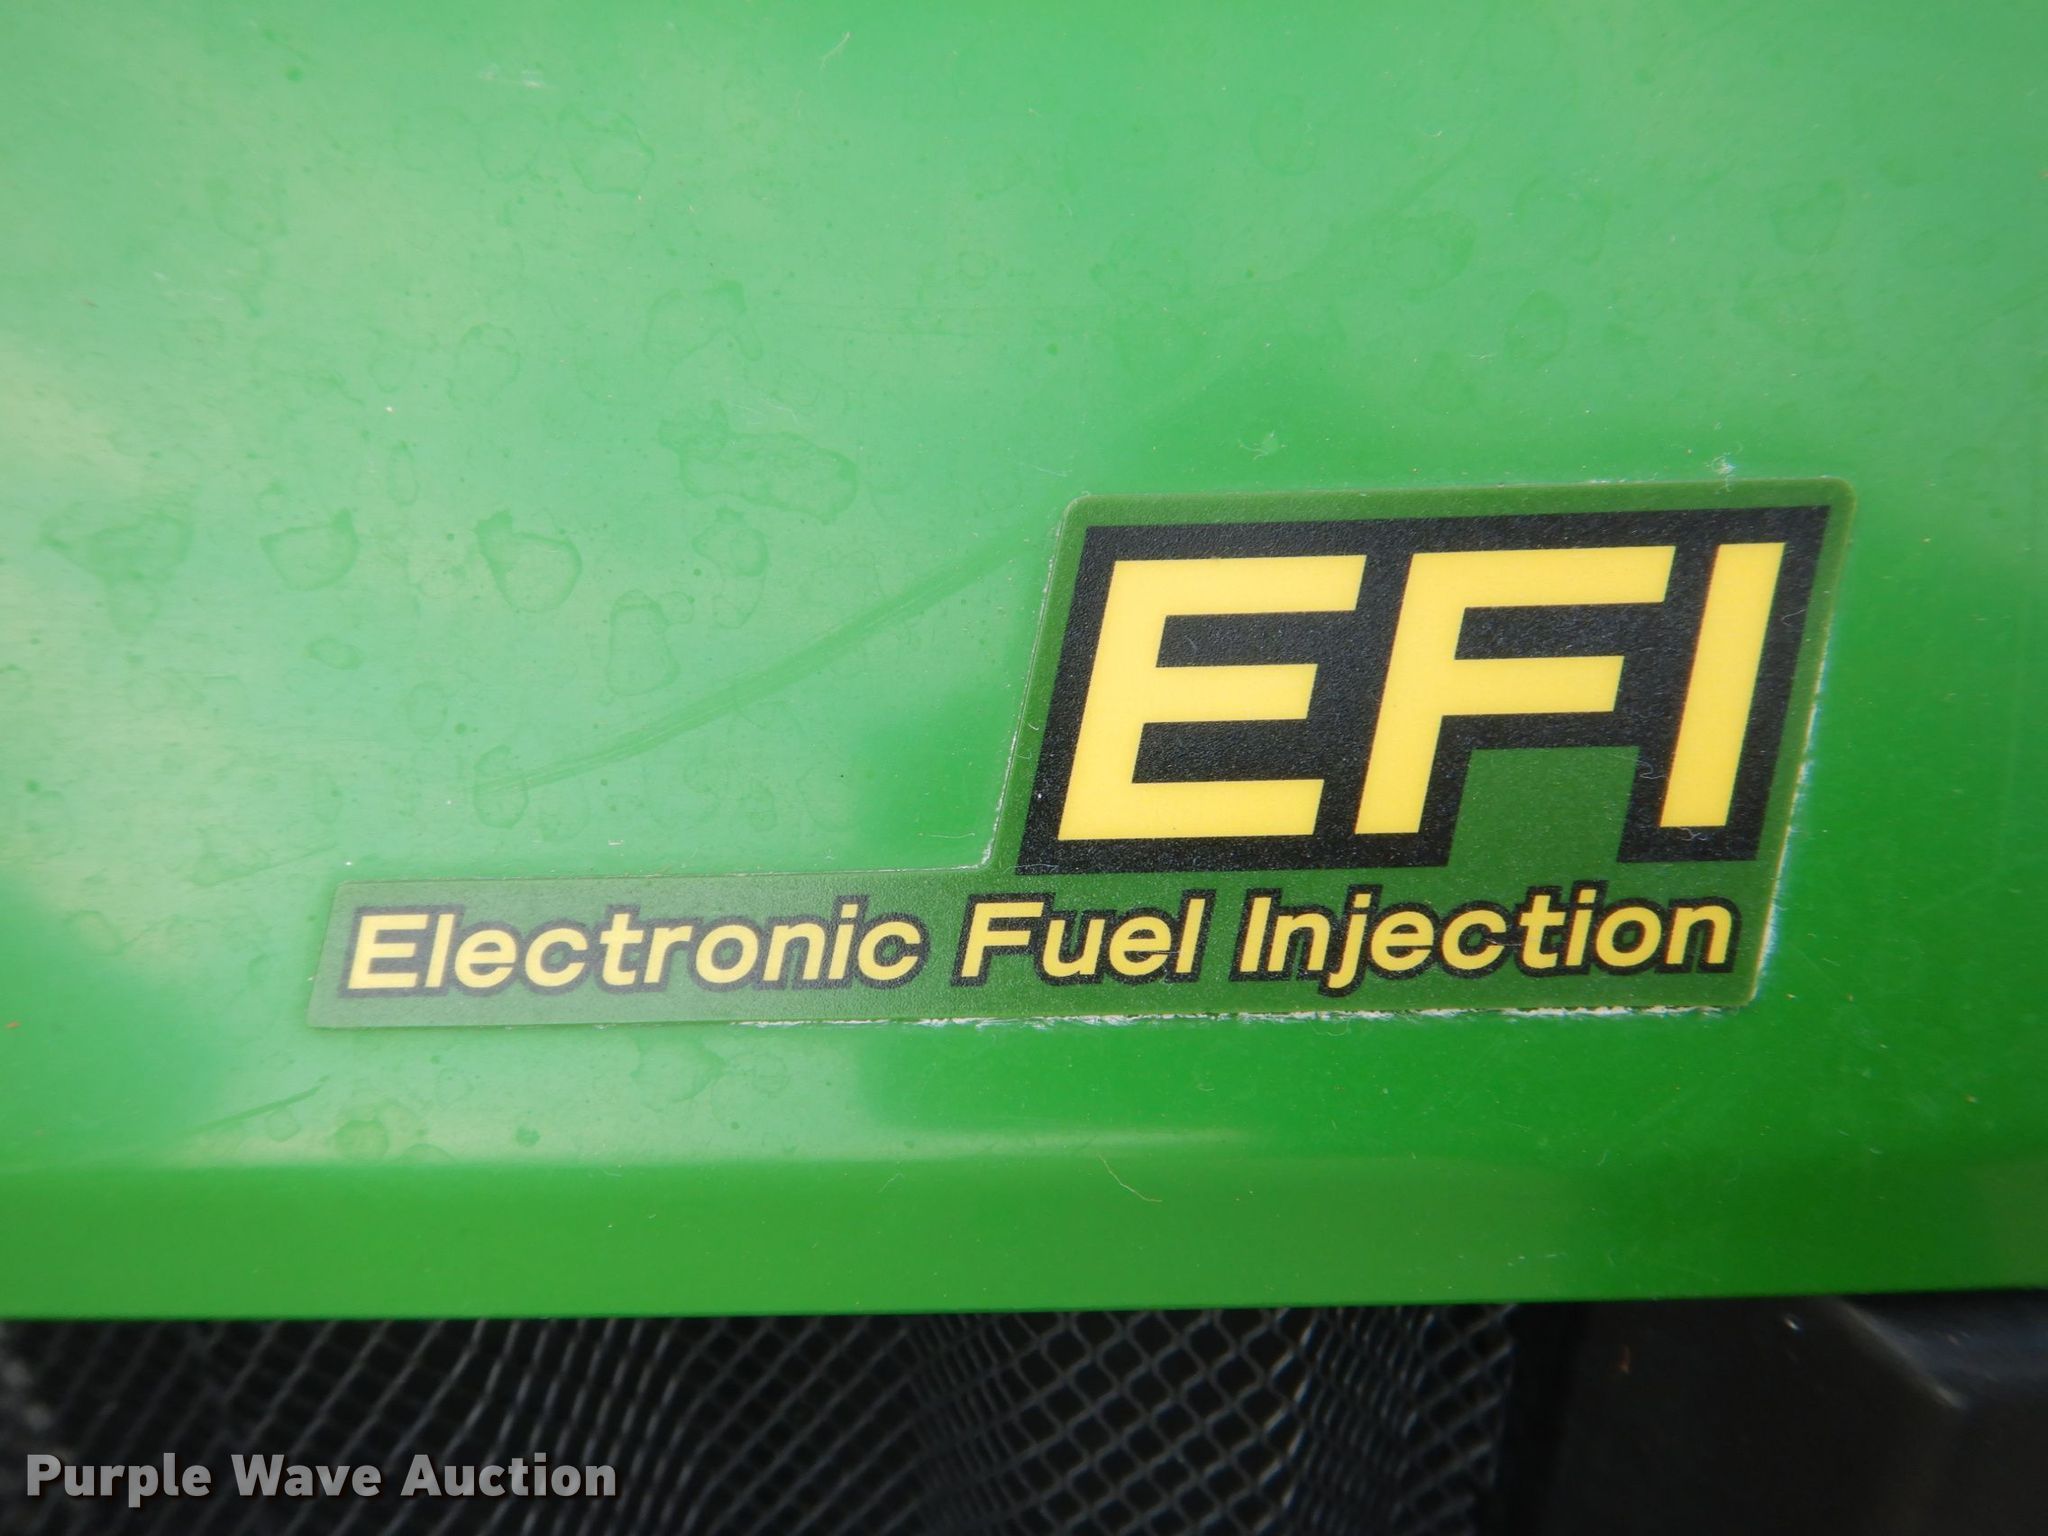 EFI
Electronic Fuel Injection
Purple Wave Auction